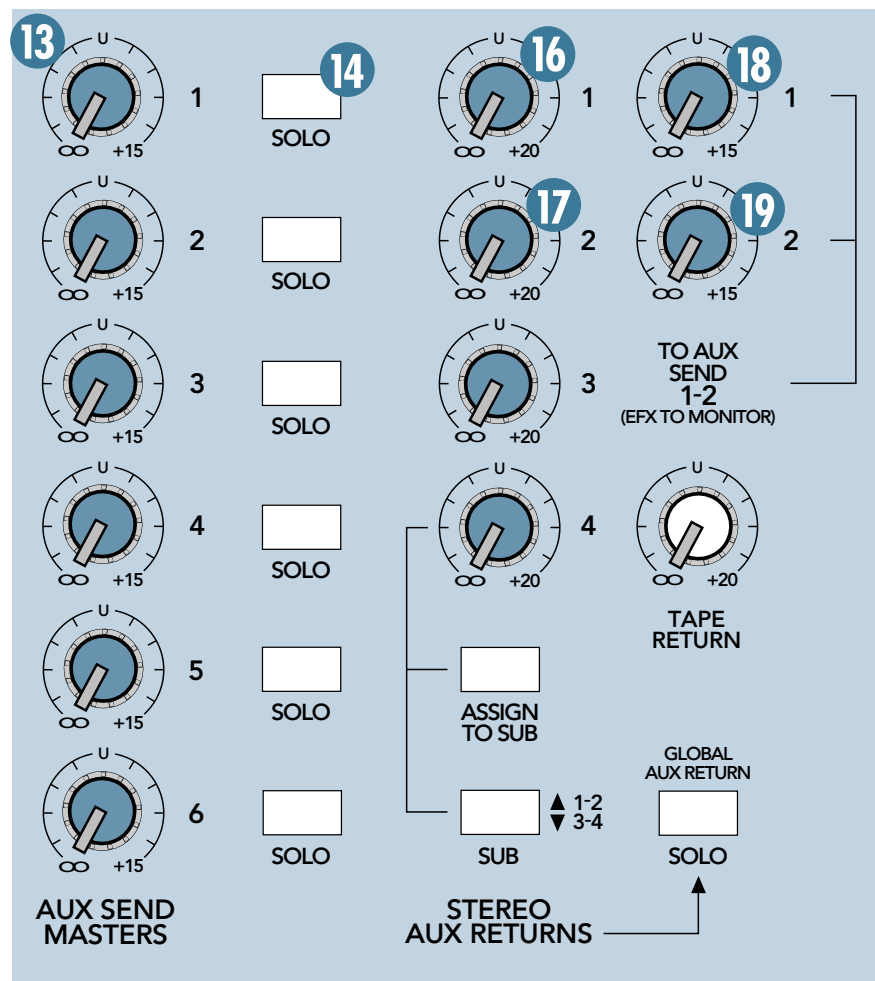 13 U 1 ∞ +15
14 SOLO
16 U 1 ∞ +20
18 U 1 ∞ +15
U 2 ∞ +15
SOLO
17 U 2 ∞ +20
19 U 2 ∞ +15
U 3 ∞ +15
SOLO
U 3 ∞ +20
TO AUX
SEND
1-2
(EFX TO MONITOR)
U 4 ∞ +15
SOLO
U 4 ∞ +20
U ∞ +20
TAPE
RETURN
U 5 ∞ +15
SOLO
ASSIGN
TO SUB
U 6 ∞ +15
SOLO
▲ 1-2
▼ 3-4
SUB
GLOBAL
AUX RETURN
SOLO
AUX SEND
MASTERS
STEREO
AUX RETURNS